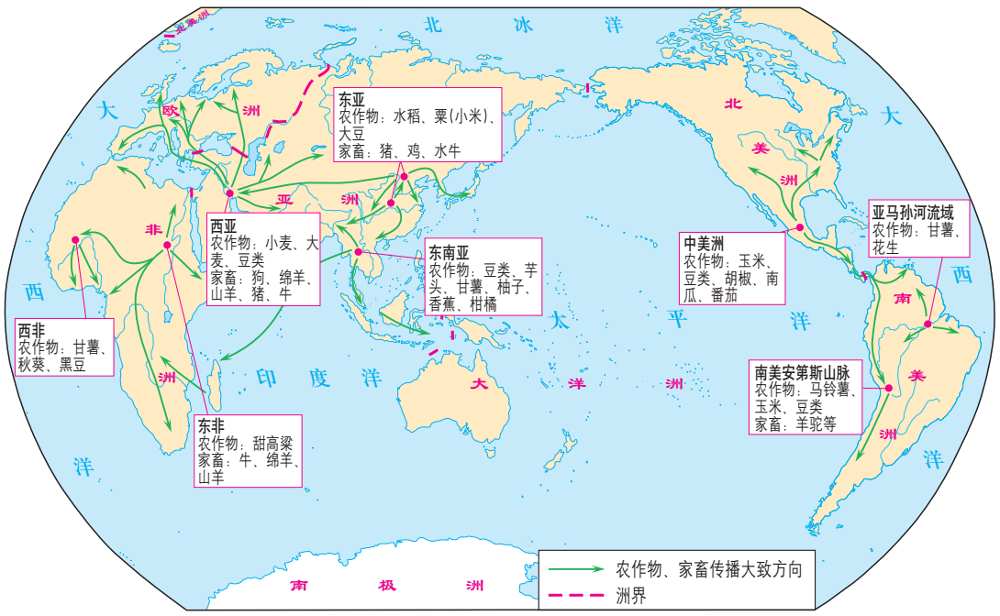 北美洲
北冰洋
大
欧洲
东亚
农作物：水稻、粟(小米)、
大豆
家畜：猪、鸡、水牛
北
美
洲
大
亚洲
非
西亚
农作物：小麦、大
麦、豆类
家畜：狗、绵羊、
山羊、猪、牛
东南亚
农作物：豆类、芋
头、甘薯、柚子、
香蕉、柑橘
中美洲
农作物：玉米、
豆类、胡椒、南
瓜、番茄
亚马孙河流域
农作物：甘薯、
花生
西
西
太平洋
南
西非
农作物：甘薯、
秋葵、黑豆
洲
印度洋
大洋洲
南美安第斯山脉
农作物：马铃薯、
玉米、豆类
家畜：羊驼等
美
洲
东非
农作物：甜高粱
家畜：牛、绵羊、
山羊
洋
洋
南极洲
农作物、家畜传播大致方向
洲界